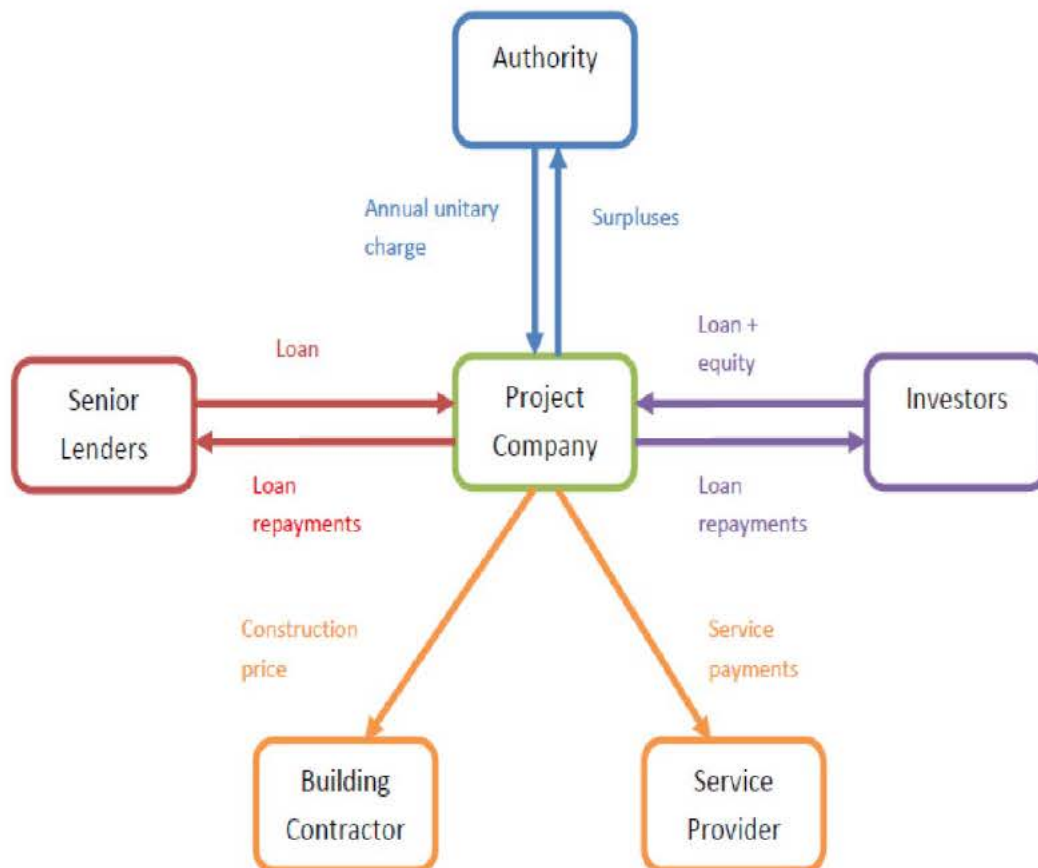 Authority
Annual unitary
charge
Surpluses
Loan
Loan +
equity
Senior
Lenders
Project
Company
Investors
Loan
repayments
Loan
repayments
Construction
price
Service
payments
Building
Contractor
Service
Provider